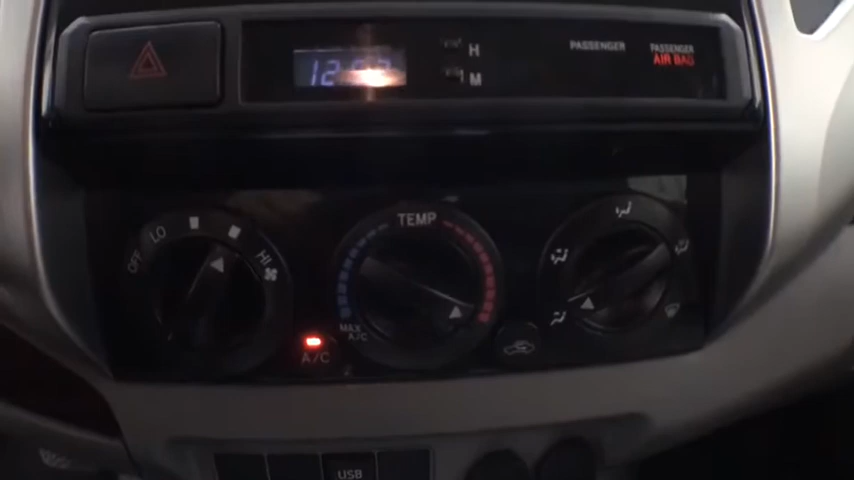 H
PASSENGER
PASSENGER
AIR BAG
M
OFF
LO
HI
TEMP
MAX
A/C
A/C
USB